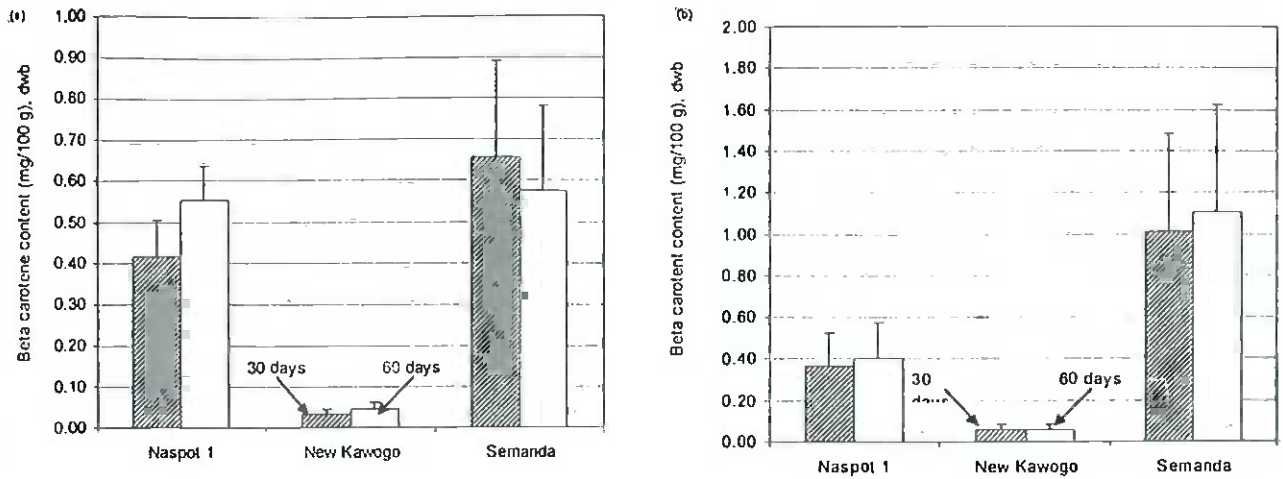 Beta carotene content (mg/100 g), dwb
1.00
0.90
0.80
0.70
0.60
0.50
0.40
0.30
0.20
0.10
0.00
30 days
60 days
Naspot 1
New Kawogo
Semanda
Beta carotent content (mg/100 g), dwb
2.00
1.80
1.60
1.40
1.20
1.00
0.80
0.60
0.40
0.20
0.00
30
days
60 days
Naspot 1
New Kawogo
Semanda